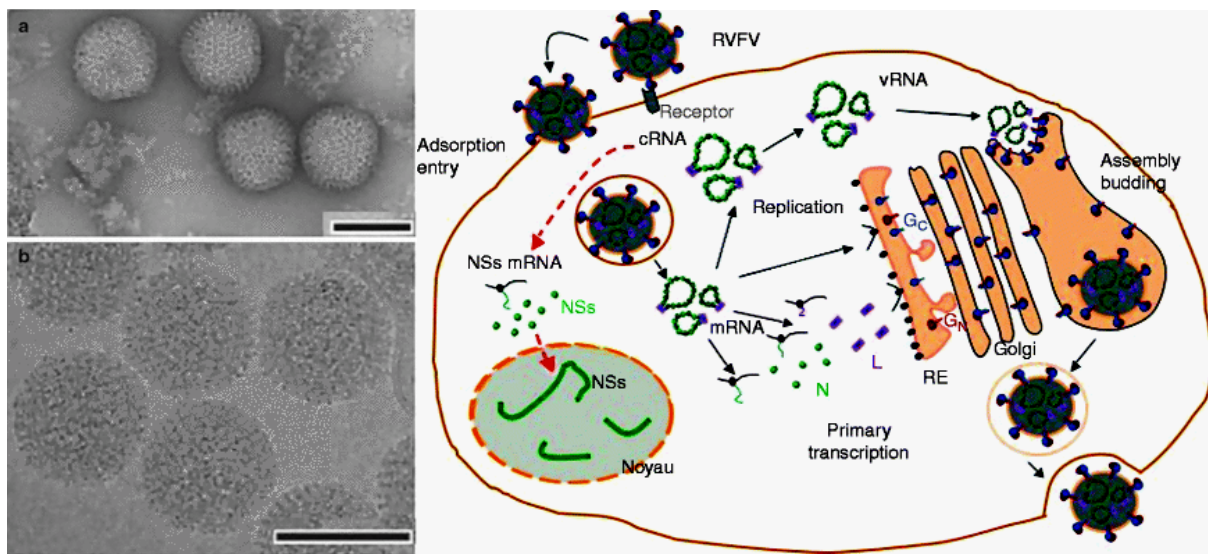 a
b
RVFV
Receptor
Adsorption
entry
cRNA
vRNA
Replication
Assembly
budding
NSs mRNA
NSs
mRNA
N
L
GC
GN
Golgi
RE
NSs
Noyau
Primary
transcription